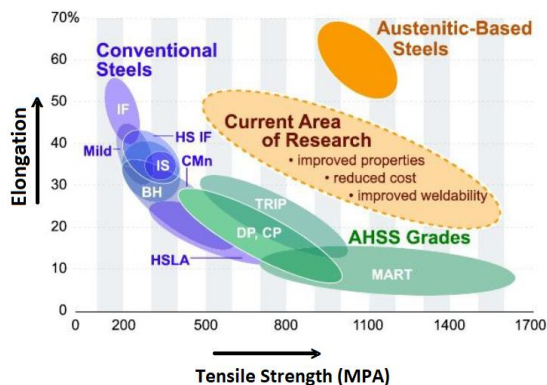 70%
60
50
40
30
20
10
0
Elongation
Conventional
Steels
Austenitic-Based
Steels
IF
Mild
HS IF
IS
CMn
BH
HSLA
Current Area
of Research
• improved properties
• reduced cost
• improved weldability
TRIP
DP, CP
AHSS Grades
MART
0 200 500 800 1100 1400 1700
Tensile Strength (MPA)